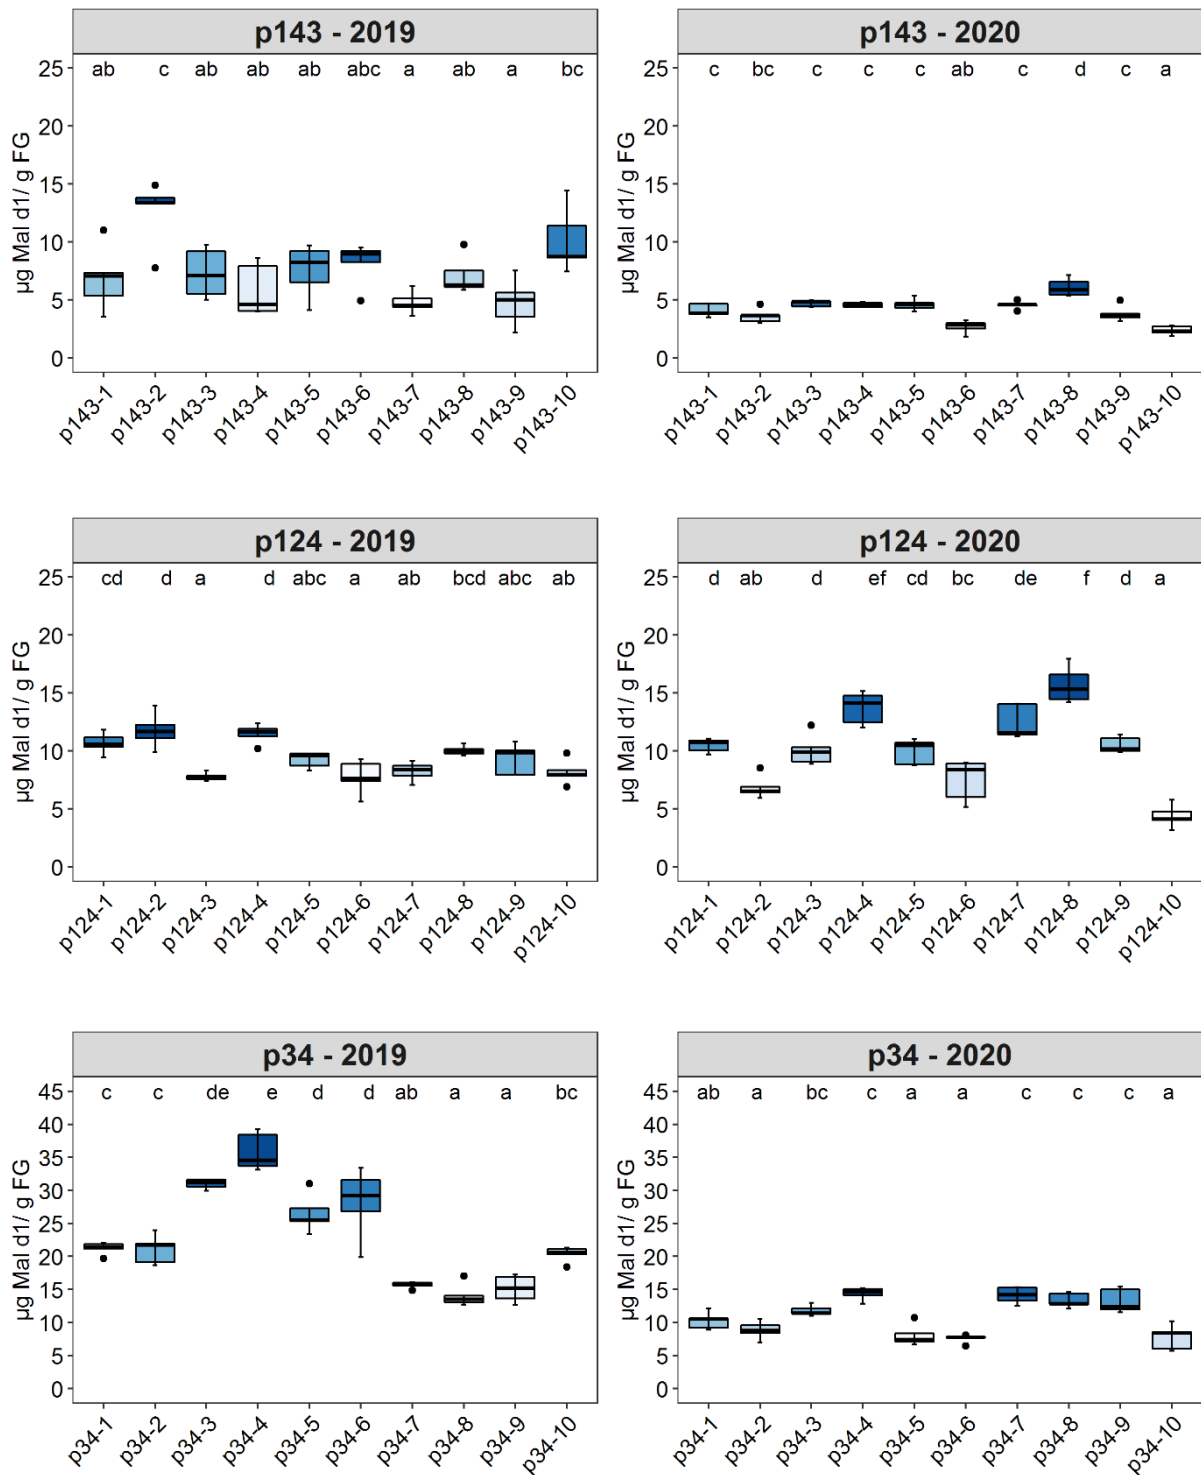 p143 - 2019
ab c ab ab ab abc a ab a bc
µg Mal d1/ g FG
25
20
15
10
5
0
p143-1 p143-2 p143-3 p143-4 p143-5 p143-6 p143-7 p143-8 p143-9 p143-10
p143 - 2020
c bc c c c ab c d c a
µg Mal d1/ g FG
25
20
15
10
5
0
p143-1 p143-2 p143-3 p143-4 p143-5 p143-6 p143-7 p143-8 p143-9 p143-10
p124 - 2019
cd d a d abc a ab bcd abc ab
µg Mal d1/ g FG
25
20
15
10
5
0
p124-1 p124-2 p124-3 p124-4 p124-5 p124-6 p124-7 p124-8 p124-9 p124-10
p124 - 2020
d ab d ef cd bc de f d a
µg Mal d1/ g FG
25
20
15
10
5
0
p124-1 p124-2 p124-3 p124-4 p124-5 p124-6 p124-7 p124-8 p124-9 p124-10
p34 - 2019
c c de e d d ab a a bc
µg Mal d1/ g FG
45
40
35
30
25
20
15
10
5
0
p34-1 p34-2 p34-3 p34-4 p34-5 p34-6 p34-7 p34-8 p34-9 p34-10
p34 - 2020
ab a bc c a a c c c a
µg Mal d1/ g FG
45
40
35
30
25
20
15
10
5
0
p34-1 p34-2 p34-3 p34-4 p34-5 p34-6 p34-7 p34-8 p34-9 p34-10